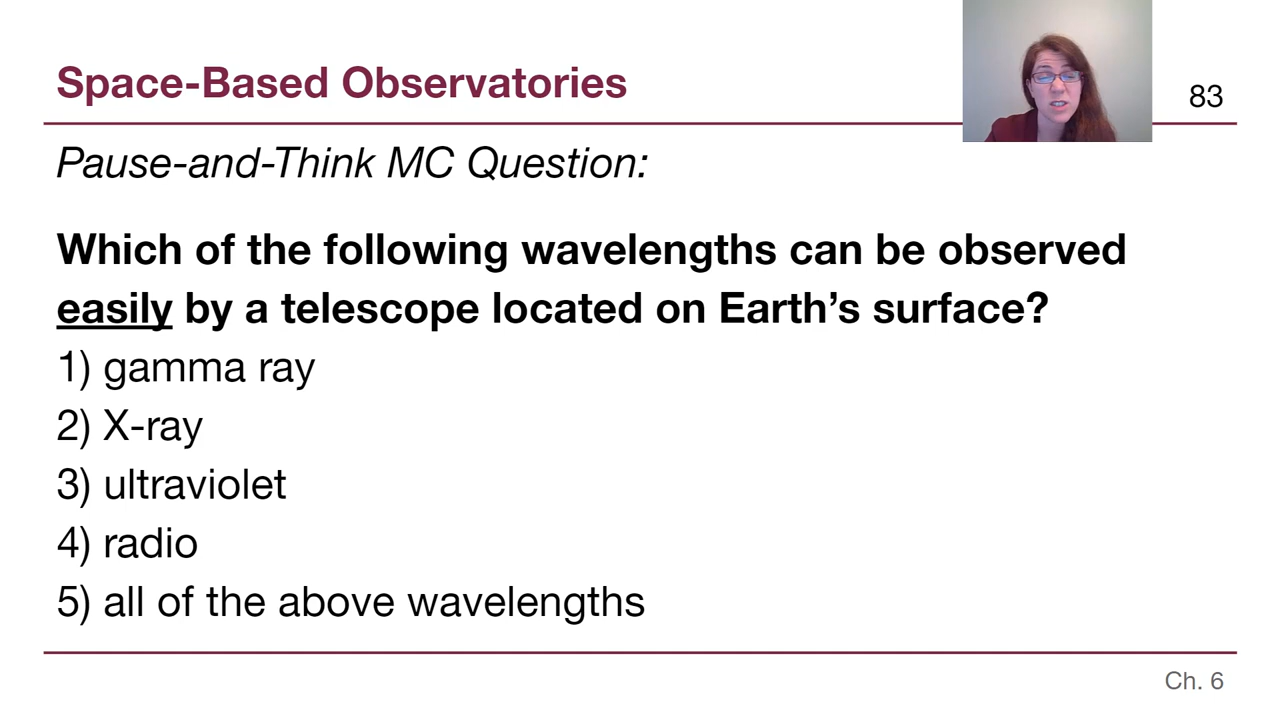 Space-Based Observatories
83
Pause-and-Think MC Question:
Which of the following wavelengths can be observed
easily by a telescope located on Earth’s surface?
1) gamma ray
2) X-ray
3) ultraviolet
4) radio
5) all of the above wavelengths
Ch. 6